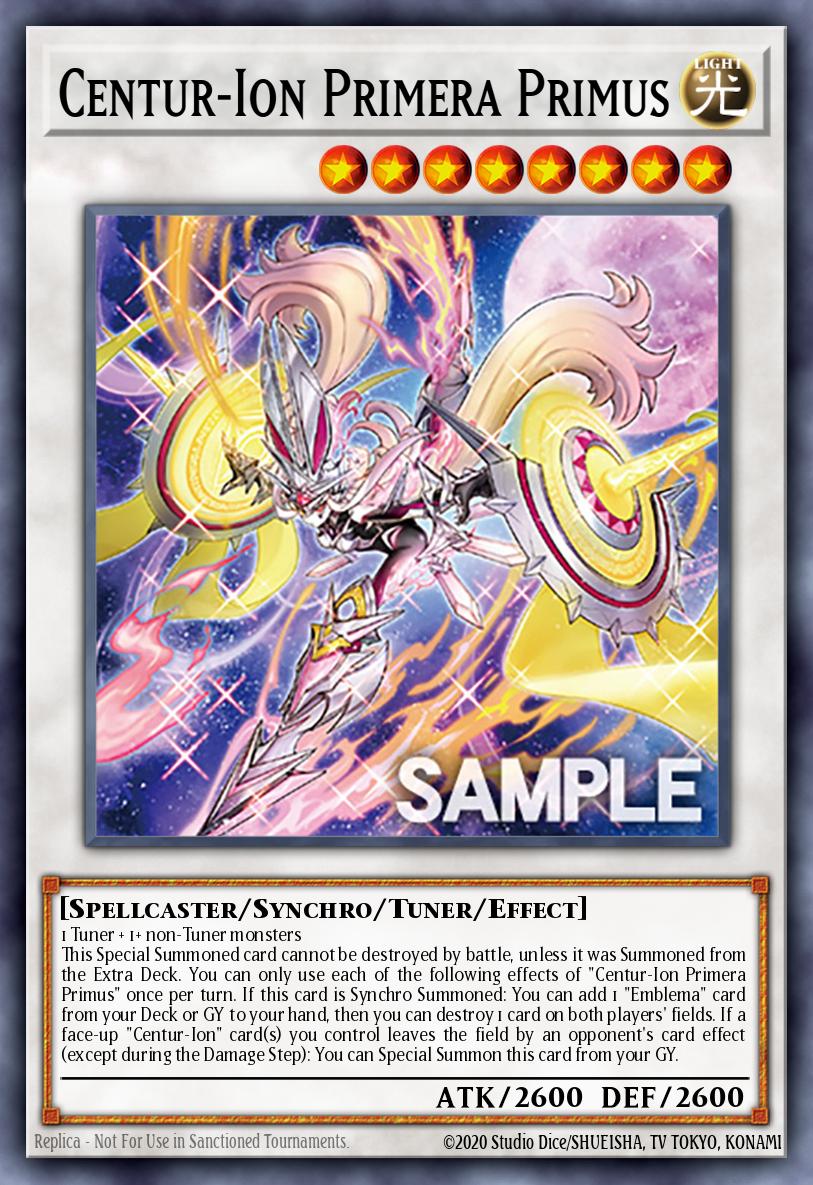 Centur-Ion Primera Primus
LIGHT
光
SAMPLE
[Spellcaster/Synchro/Tuner/Effect]
1 Tuner + 1+ non-Tuner monsters
This Special Summoned card cannot be destroyed by battle, unless it was Summoned from
the Extra Deck. You can only use each of the following effects of "Centur-Ion Primera
Primus" once per turn. If this card is Synchro Summoned: You can add 1 "Emblema" card
from your Deck or GY to your hand, then you can destroy 1 card on both players' fields. If a
face-up "Centur-Ion" card(s) you control leaves the field by an opponent's card effect
(except during the Damage Step): You can Special Summon this card from your GY.
ATK/2600 DEF/2600
Replica - Not For Use in Sanctioned Tournaments.
©2020 Studio Dice/SHUEISHA, TV TOKYO, KONAMI